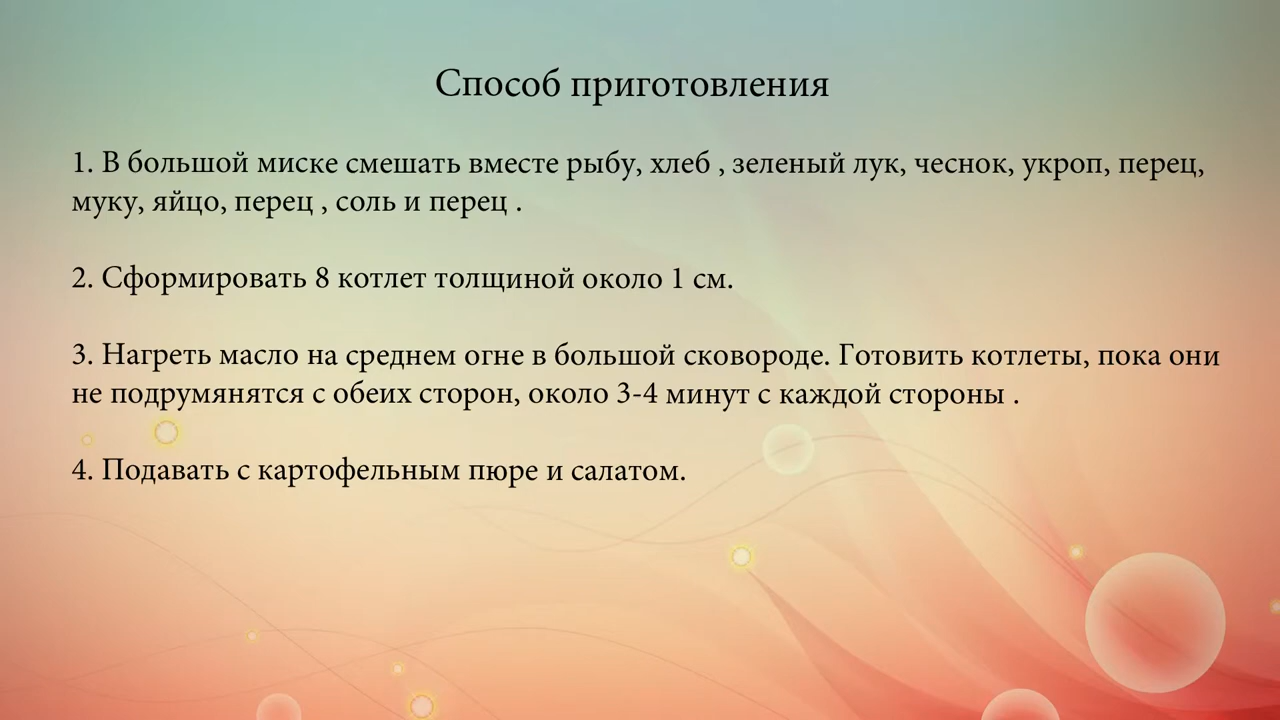 Способ приготовления
1. В большой миске смешать вместе рыбу, хлеб , зеленый лук, чеснок, укроп, перец,
муку, яйцо, перец , соль и перец .
2. Сформировать 8 котлет толщиной около 1 см.
3. Нагреть масло на среднем огне в большой сковороде. Готовить котлеты, пока они
не подрумянятся с обеих сторон, около 3-4 минут с каждой стороны .
4. Подавать с картофельным пюре и салатом.